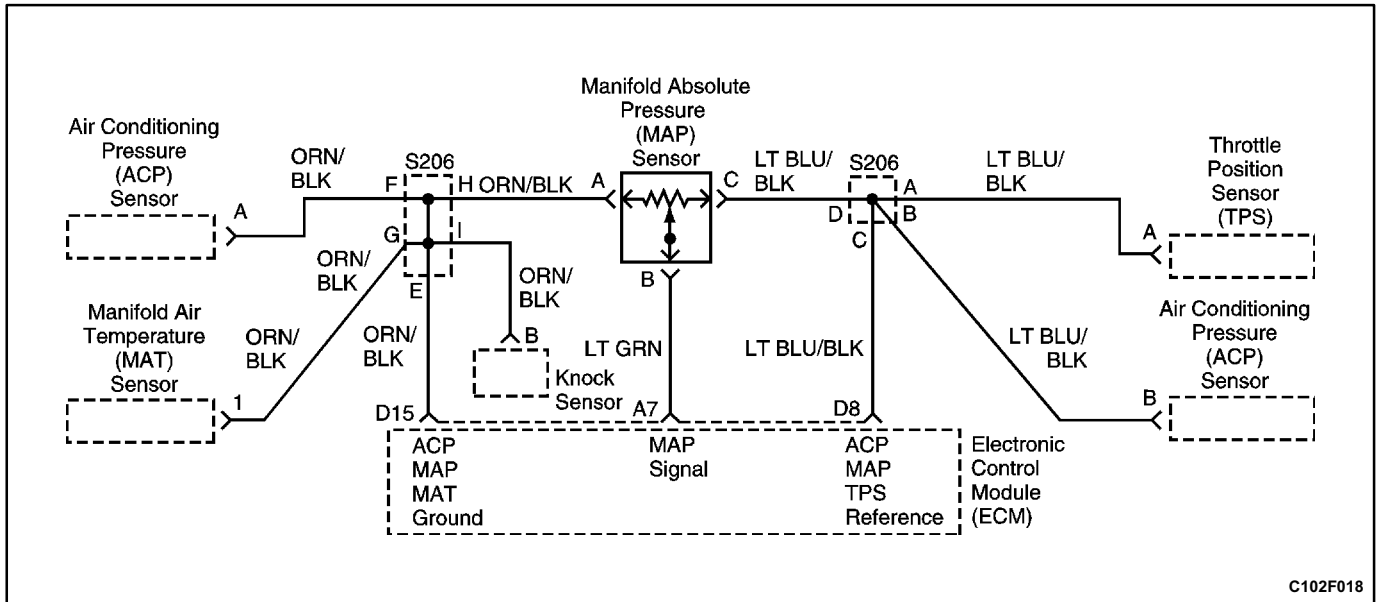 Manifold Absolute
Pressure
(MAP)
Sensor
Air Conditioning
Pressure
(ACP)
Sensor
A
ORN/
BLK
F
S206
H ORN/BLK
A
C
LT BLU/
BLK
S206
D
A
B
C
LT BLU/
BLK
Throttle
Position
Sensor
(TPS)
A
G
I
E
ORN/
BLK
ORN/
BLK
B
Manifold Air
Temperature
(MAT)
Sensor
1
ORN/
BLK
ORN/
BLK
B
Knock
Sensor
LT GRN
LT BLU/BLK
LT BLU/
BLK
Air Conditioning
Pressure
(ACP)
Sensor
B
D15
A7
D8
ACP
MAP
MAT
Ground
MAP
Signal
ACP
MAP
TPS
Reference
Electronic
Control
Module
(ECM)
C102F018